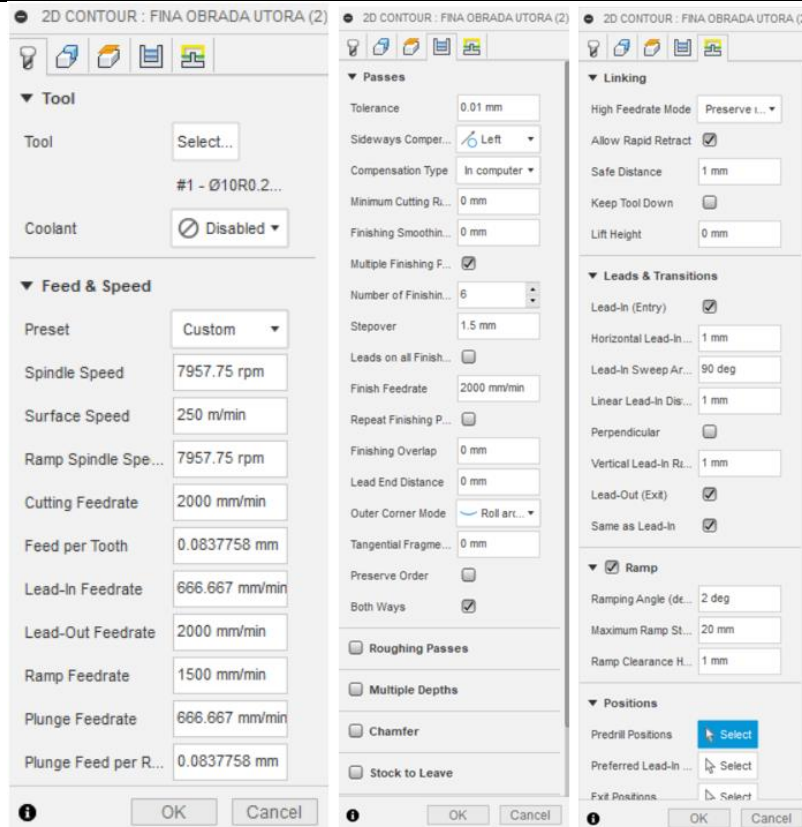 2D CONTOUR : FINA OBRADA UTORA (2)
Tool
Tool Select...
#1 - Ø10R0.2...
Coolant Disabled
Feed & Speed
Preset Custom
Spindle Speed 7957.75 rpm
Surface Speed 250 m/min
Ramp Spindle Spe... 7957.75 rpm
Cutting Feedrate 2000 mm/min
Feed per Tooth 0.0837758 mm
Lead-In Feedrate 666.667 mm/min
Lead-Out Feedrate 2000 mm/min
Ramp Feedrate 1500 mm/min
Plunge Feedrate 666.667 mm/min
Plunge Feed per R... 0.0837758 mm
OK Cancel
2D CONTOUR : FINA OBRADA UTORA (2)
Passes
Tolerance 0.01 mm
Sideways Comper... Left
Compensation Type In computer
Minimum Cutting Ra... 0 mm
Finishing Smoothin... 0 mm
Multiple Finishing P...
Number of Finishin... 6
Stepover 1.5 mm
Leads on all Finish...
Finish Feedrate 2000 mm/min
Repeat Finishing P...
Finishing Overlap 0 mm
Lead End Distance 0 mm
Outer Corner Mode Roll arc...
Tangential Fragme... 0 mm
Preserve Order
Both Ways
Roughing Passes
Multiple Depths
Chamfer
Stock to Leave
OK Cancel
2D CONTOUR : FINA OBRADA UTORA (2
Linking
High Feedrate Mode Preserve r...
Allow Rapid Retract
Safe Distance 1 mm
Keep Tool Down
Lift Height 0 mm
Leads & Transitions
Lead-In (Entry)
Horizontal Lead-In... 1 mm
Lead-In Sweep Ar... 90 deg
Linear Lead-In Dis... 1 mm
Perpendicular
Vertical Lead-In Ra... 1 mm
Lead-Out (Exit)
Same as Lead-In
Ramp
Ramping Angle (de... 2 deg
Maximum Ramp St... 20 mm
Ramp Clearance H... 1 mm
Positions
Predrill Positions Select
Preferred Lead-In ... Select
Exit Positions Select
OK Cancel